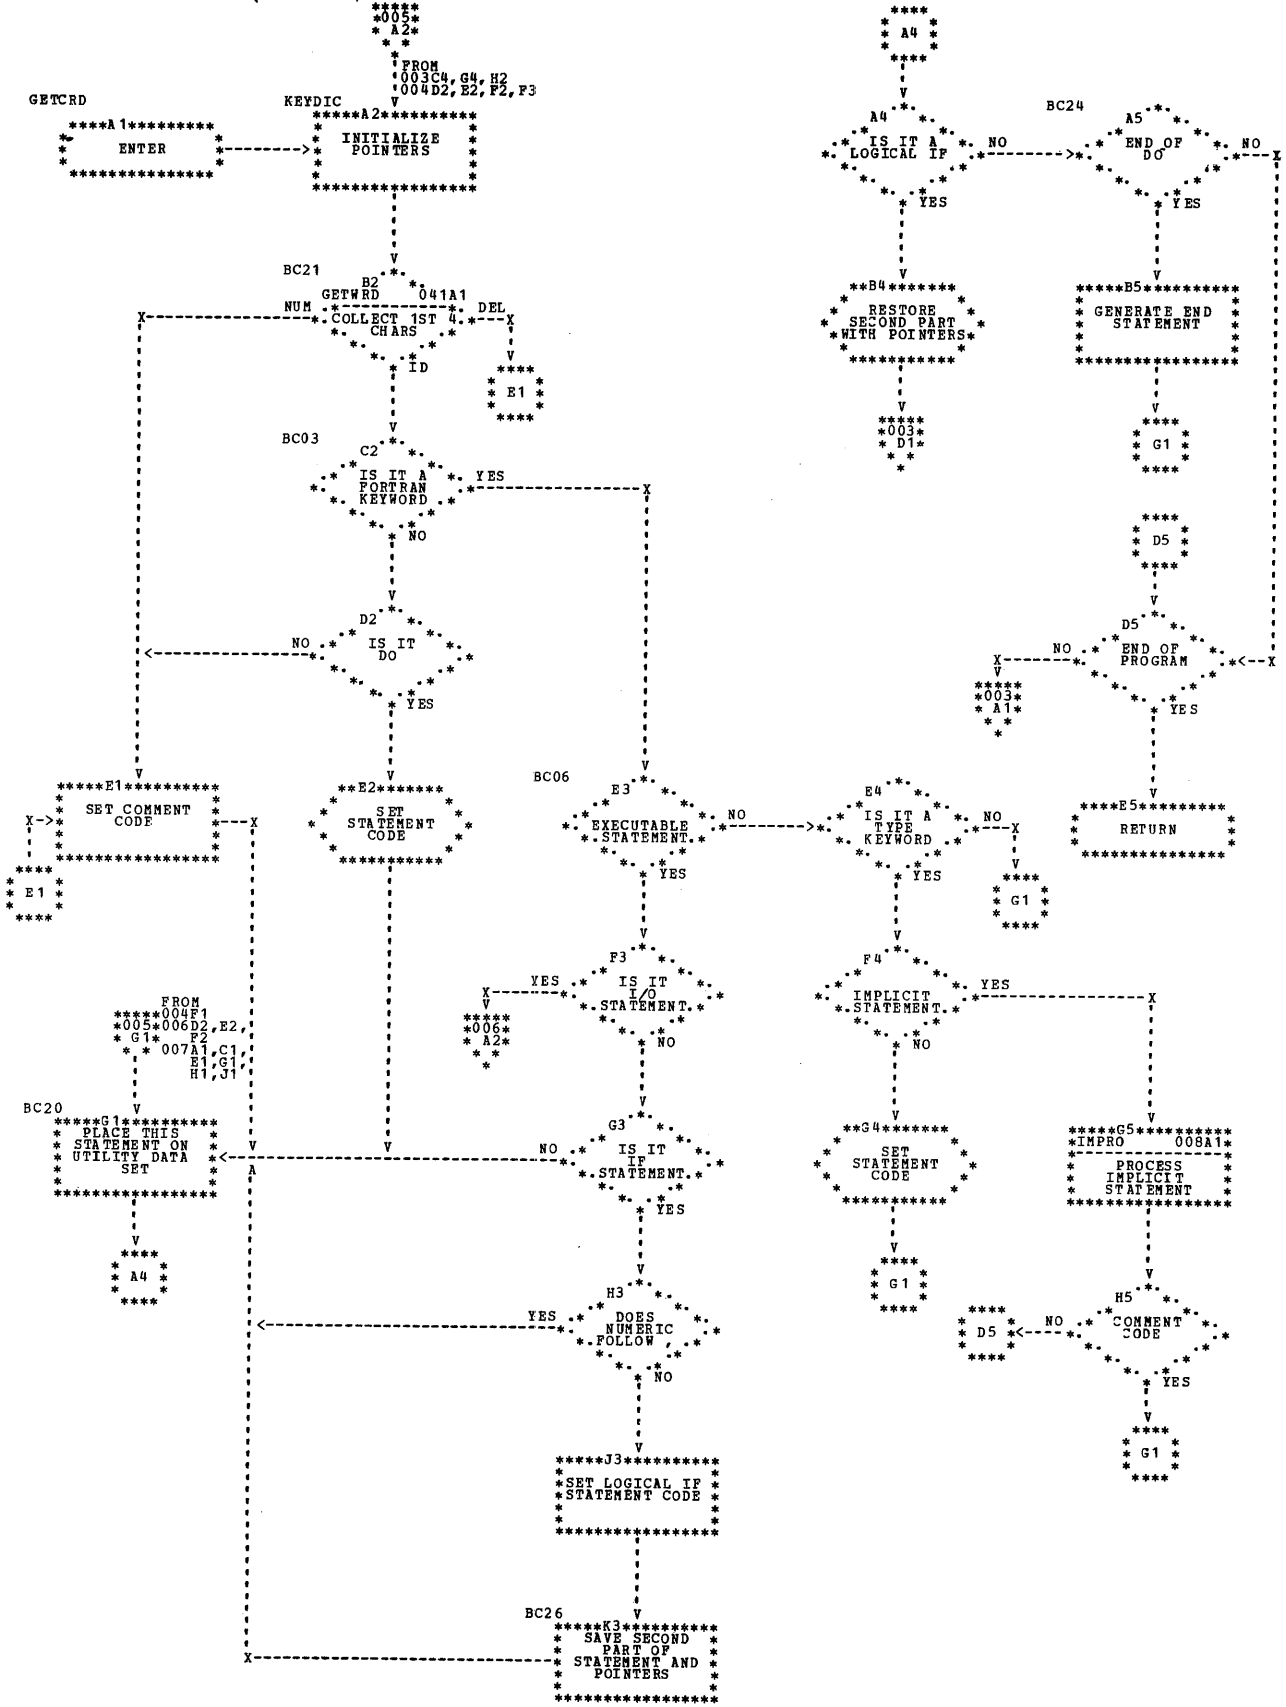 005
A2
FROM
003C4, G4, H2
004D2, E2, F2, F3
GETCRD
A1
ENTER
KEYDIC
A2
INITIALIZE
POINTERS
BC21
B2
GETWRD 041A1
COLLECT 1ST 4
CHARS
NUM
DEL
ID
E1
BC03
C2
IS IT A
FORTRAN
KEYWORD
YES
NO
D2
IS IT
DO
NO
YES
E1
SET COMMENT
CODE
E1
E2
SET
STATEMENT
CODE
BC06
E3
EXECUTABLE
STATEMENT
NO
YES
F3
IS IT
I/O
STATEMENT
YES
NO
006
A2
FROM
004F1
005
G1
006D2, E2,
F2
007A1, C1,
E1, G1,
H1, J1
BC20
G1
PLACE THIS
STATEMENT ON
UTILITY DATA
SET
A4
G3
IS IT
IF
STATEMENT
NO
YES
H3
DOES
NUMERIC
FOLLOW ,
YES
NO
J3
SET LOGICAL IF
STATEMENT CODE
BC26
K3
SAVE SECOND
PART OF
STATEMENT AND
POINTERS
A4
A4
IS IT A
LOGICAL IF
NO
YES
B4
RESTORE
SECOND PART
WITH POINTERS
003
D1
BC24
A5
END OF
DO
NO
YES
B5
GENERATE END
STATEMENT
G1
D5
D5
END OF
PROGRAM
NO
YES
003
A1
E5
RETURN
E4
IS IT A
TYPE
KEYWORD
NO
YES
G1
F4
IMPLICIT
STATEMENT
YES
NO
G4
SET
STATEMENT
CODE
G1
G5
IMPRO 008A1
PROCESS
IMPLICIT
STATEMENT
H5
COMMENT
CODE
NO
YES
D5
G1